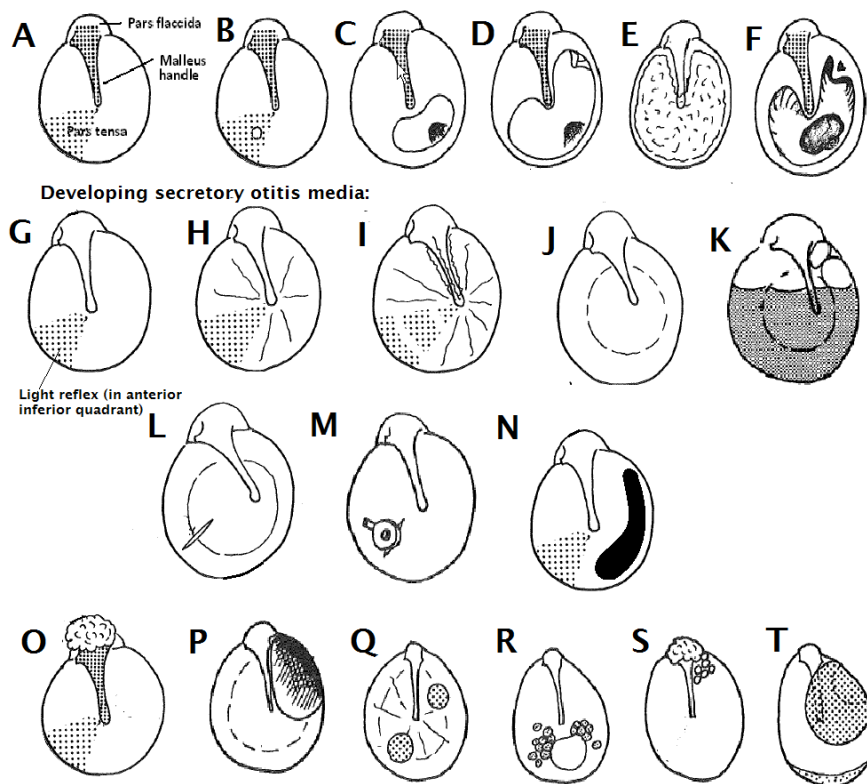 A
Pars flaccida
Malleus
handle
Pars tensa
B
C
D
E
F
Developing secretory otitis media:
G
H
I
J
K
Light reflex (in anterior
inferior quadrant)
L
M
N
O
P
Q
R
S
T